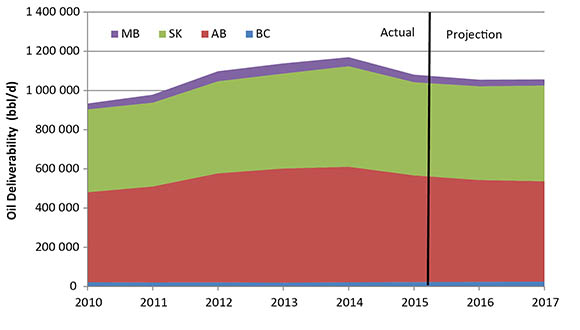 1 400 000
1 200 000
1 000 000
800 000
600 000
400 000
200 000
0
Oil Deliverability (bbl/d)
MB SK AB BC
Actual Projection
2010 2011 2012 2013 2014 2015 2016 2017